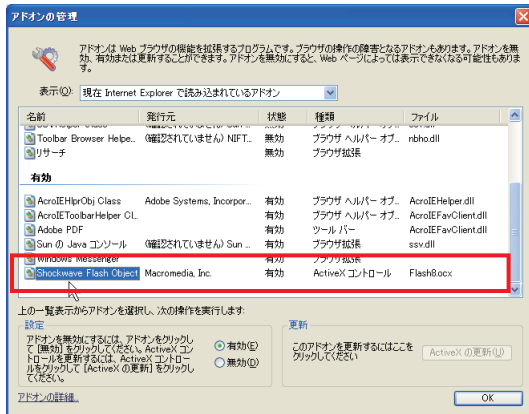 アドオンの管理
アドオンは Web ブラウザの機能を拡張するプログラムです。ブラウザの操作の障害となるアドオンもあります。アドオンを無
効、有効または更新することができます。アドオンを無効にすると、Web ページによっては表示できなくなる可能性もありま
す。
表示(O): 現在 Internet Explorer で読み込まれているアドオン
名前 発行元 状態 種類 ファイル
Toolbar Browser Helpe... (確認されていません) NIFT... 無効 ブラウザ ヘルパー オブ... nbho.dll
リサーチ 無効 ブラウザ拡張
有効
AcroIEHlprObj Class Adobe Systems, Incorpor... 有効 ブラウザ ヘルパー オブ... AcroIEHelper.dll
AcroIEToolbarHelper Cl... 有効 ブラウザ ヘルパー オブ... AcroIEFavClient.dll
Adobe PDF 有効 ツール バー AcroIEFavClient.dll
Sun の Java コンソール (確認されていません) Sun ... 有効 ブラウザ拡張 ssv.dll
Windows Messenger 有効 ブラウザ拡張
Shockwave Flash Object Macromedia, Inc. 有効 ActiveX コントロール Flash8.ocx
上の一覧表示からアドオンを選択し、次の操作を実行します:
設定
アドオンを無効にするには、アドオンをクリックし
て [無効] をクリックしてください。ActiveX コン
トロールを更新するには、ActiveX コントロー
ルをクリックして [ActiveX の更新] をクリックし
てください。
有効(E)
無効(D)
更新
このアドオンを更新するにはここを
クリックしてください
ActiveX の更新(U)
アドオンの詳細...
OK